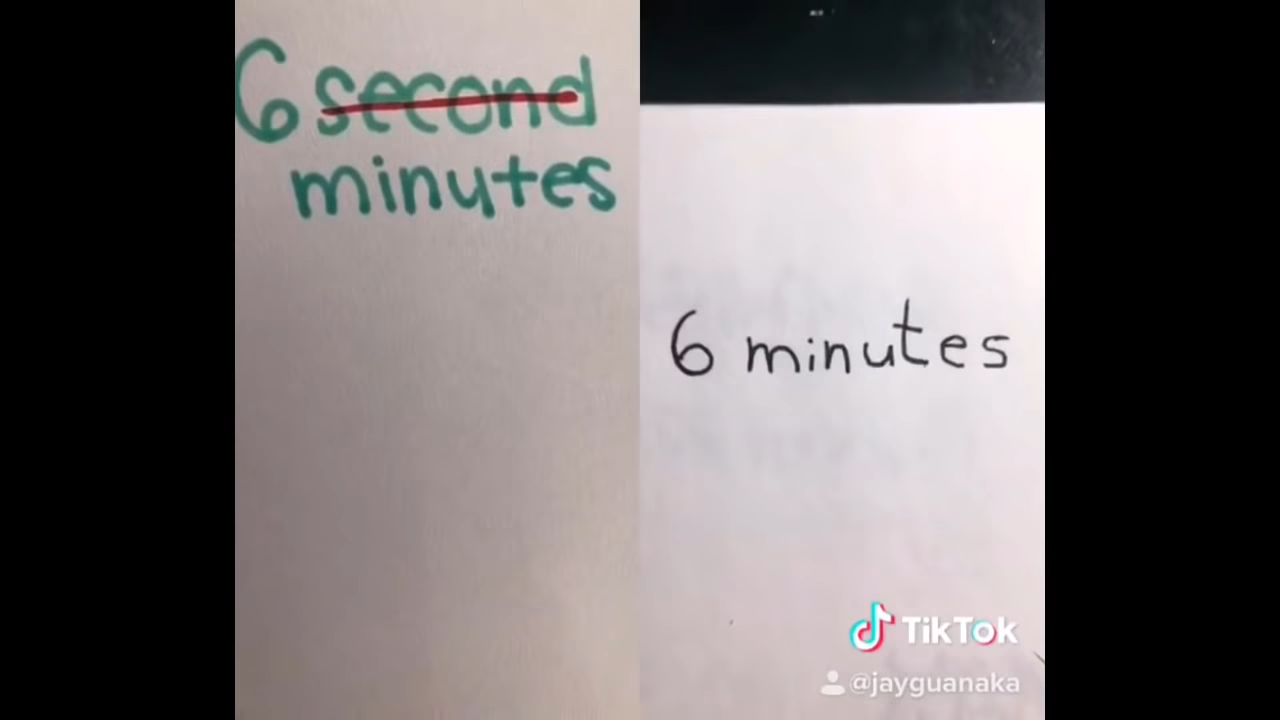 6 second
minutes
6 minutes
TikTok
@jayguanaka